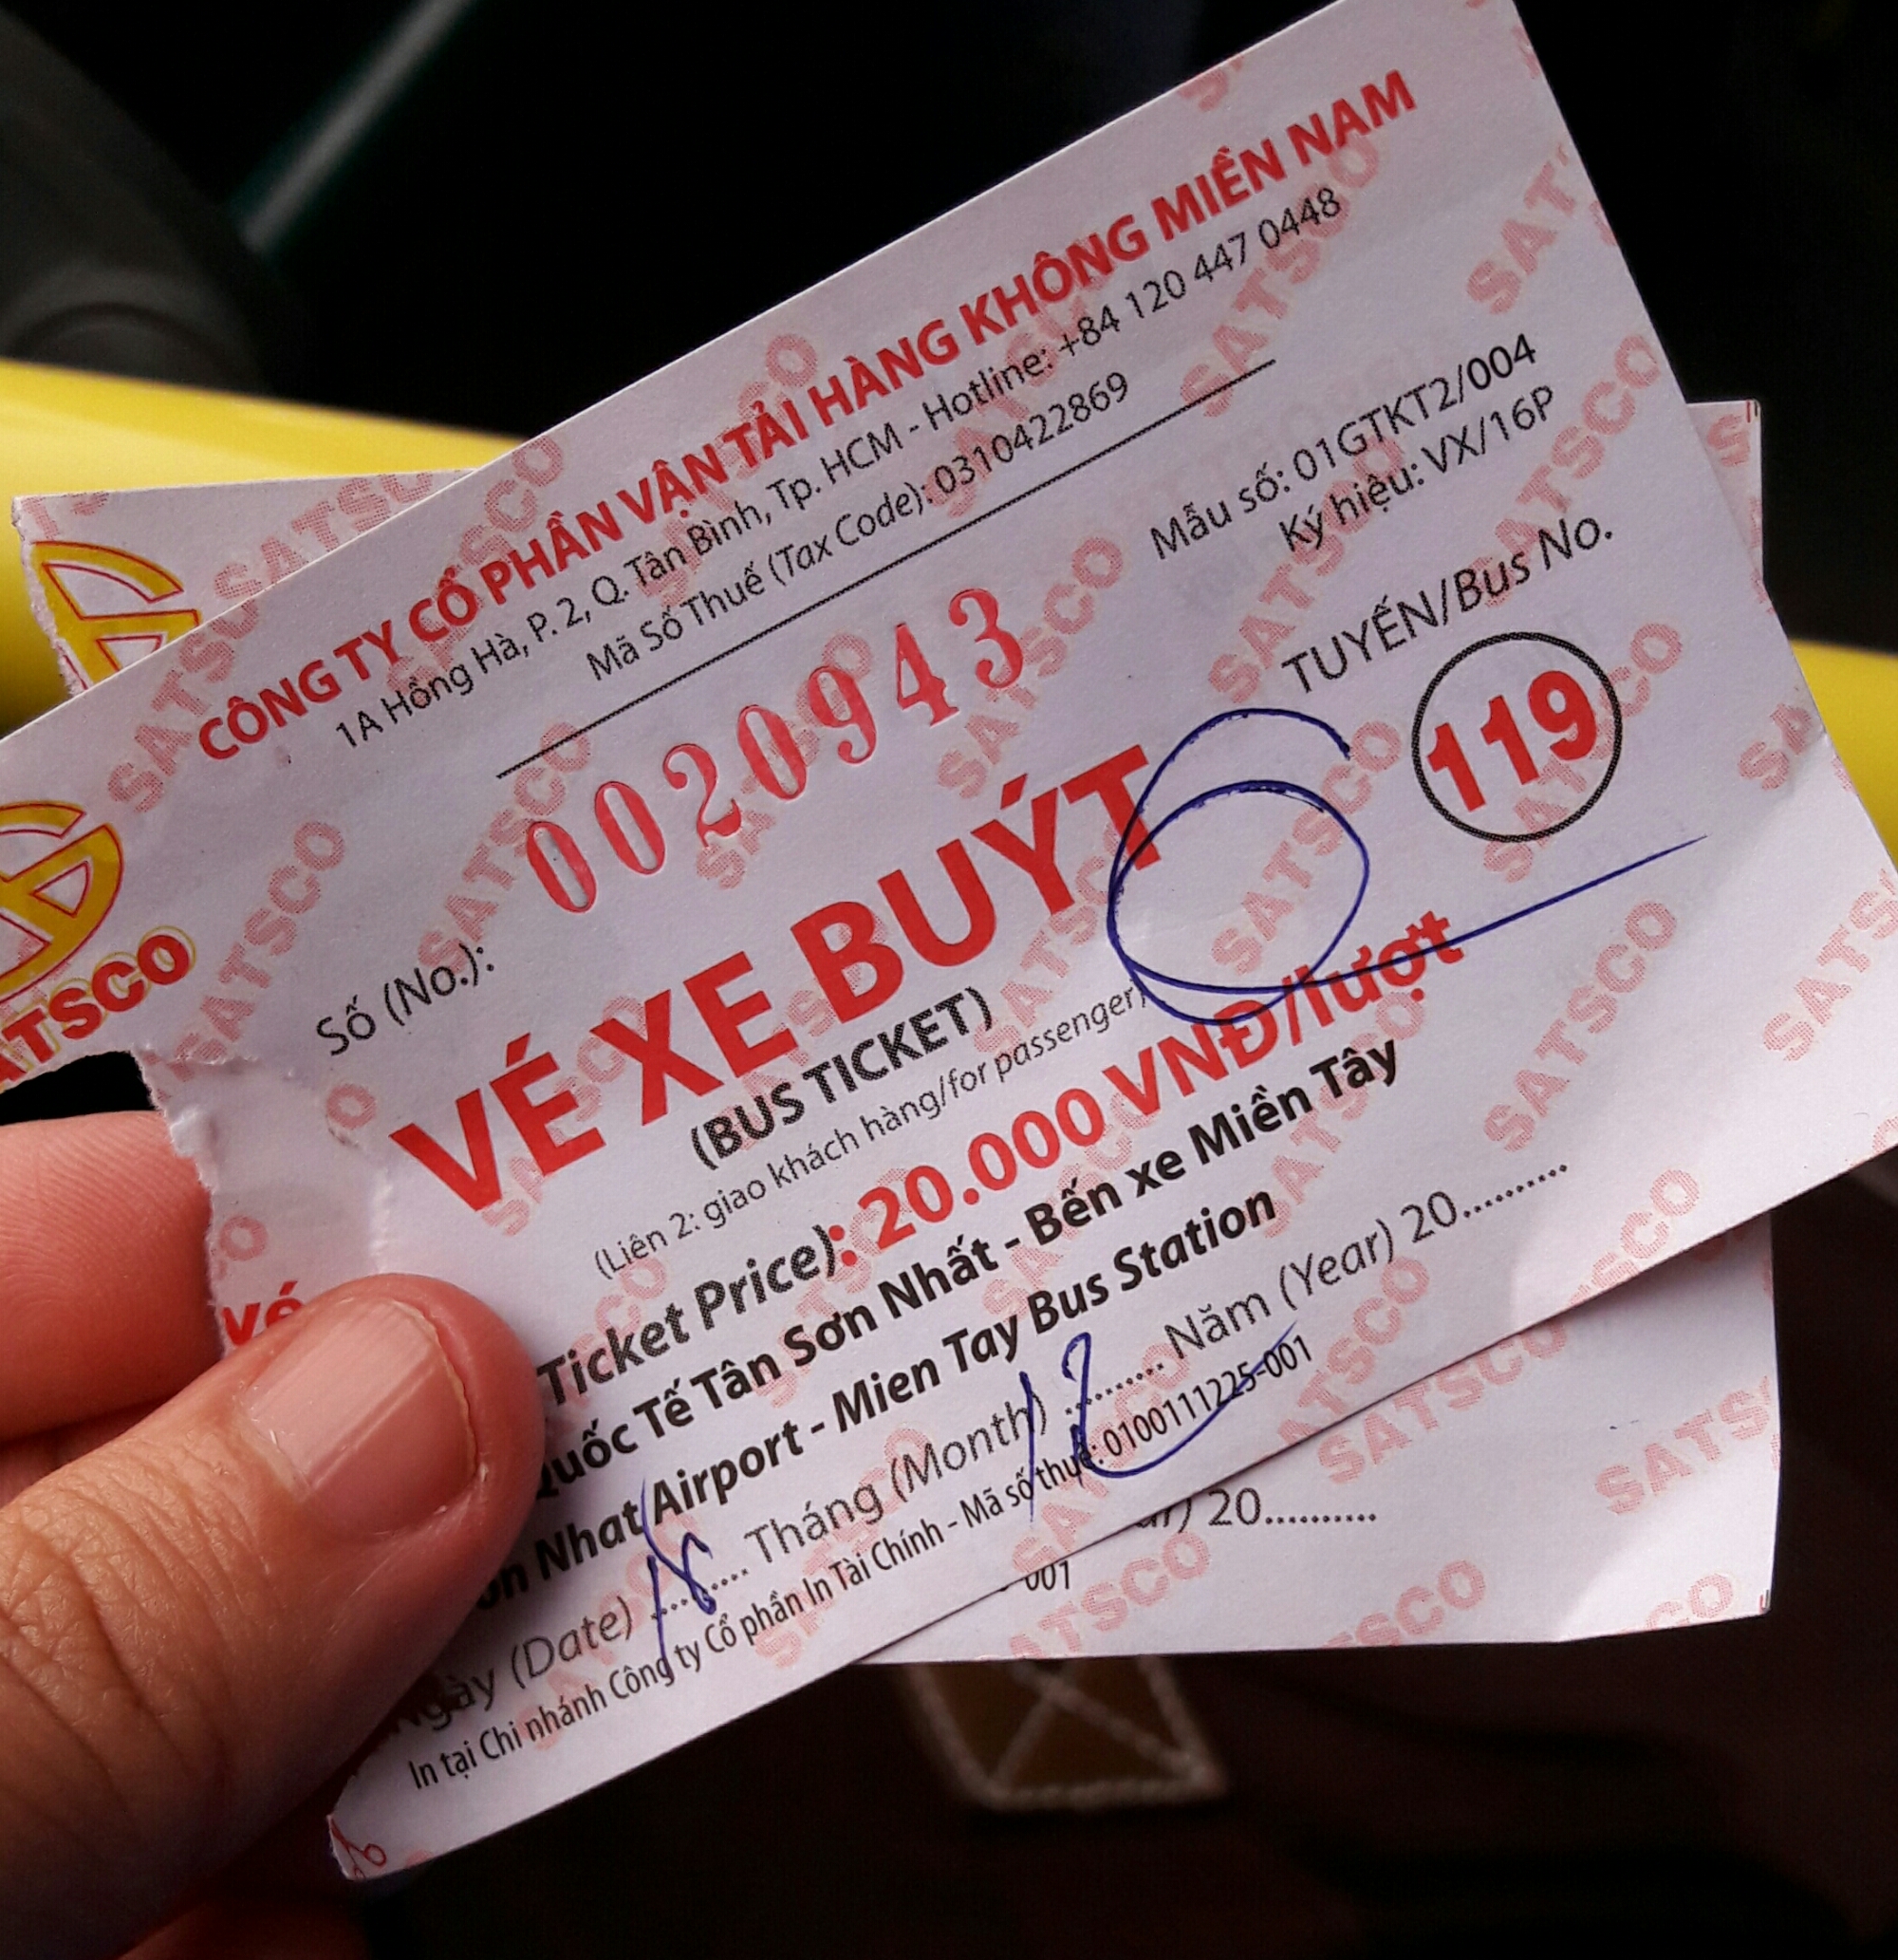 CÔNG TY CỔ PHẦN VẬN TẢI HÀNG KHÔNG MIỀN NAM
1A Hồng Hà, P. 2, Q. Tân Bình, Tp. HCM - Hotline: +84 120 447 0448
Mã Số Thuế (Tax Code): 0310422869
Mẫu số: 01GTKT2/004
Ký hiệu: VX/16P
TUYẾN/Bus No.
119
SATSCO
Số (No.): 0020943
VÉ XE BUÝT
(BUS TICKET)
(Liên 2: giao khách hàng/for passenger)
vé Ticket Price): 20.000 VNĐ/lượt
Quốc Tế Tân Sơn Nhất - Bến xe Miền Tây
Nhat Airport - Mien Tay Bus Station
Ngày (Date) ........ Tháng (Month) 12 ......... Năm (Year) 20..........
In tại Chi nhánh Công ty Cổ phần In Tài Chính - Mã số thuế: 0100111225-001
20..........
001